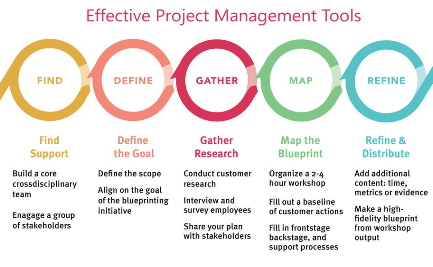 Effective Project Management Tools
FIND
DEFINE
GATHER
MAP
REFINE
Find
Support
Build a core
crossdisciplinary
team
Enagage a group
of stakeholders
Define
the Goal
Define the scope
Align on the goal
of the blueprinting
initiative
Gather
Research
Conduct customer
research
Interview and
survey employees
Share your plan
with stakeholders
Map the
Blueprint
Organize a 2-4
hour workshop
Fill out a baseline
of customer actions
Fill in frontstage
backstage, and
support processes
Refine &
Distribute
Add additional
content: time,
metrics or evidence
Make a high-
fidelity blueprint
from workshop
output